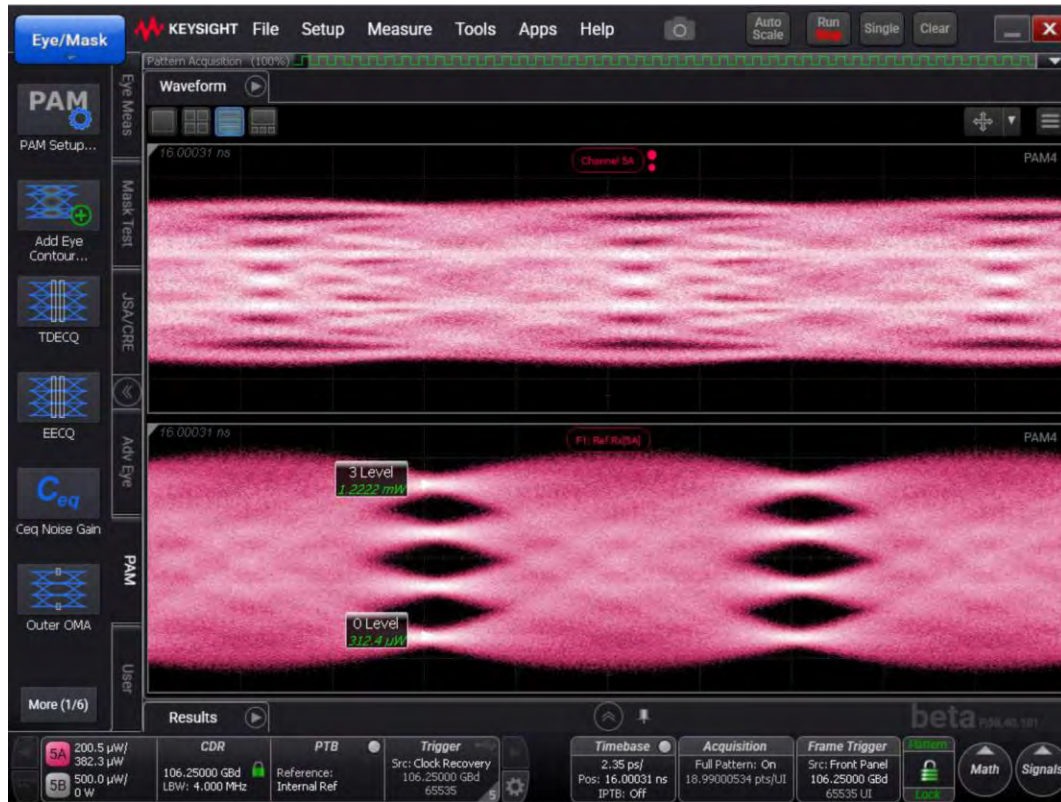 Eye/Mask
KEYSIGHT File Setup Measure Tools Apps Help
Auto Scale
Run
Single
Clear
Pattern Acquisition (100%)
Waveform
PAM
PAM Setup...
Add Eye
Contour...
TDECQ
EECQ
Ceq
Ceq Noise Gain
Outer OMA
More (1/6)
Eye Meas
Mask Test
JSA/CRE
Adv Eye
PAM
User
16.00031 ns
Channel 5A
PAM4
16.00031 ns
F1: Ref Rx[5A]
PAM4
3 Level
1.2222 mW
0 Level
312.4 µW
Results
beta
5A 200.5 µW/
382.3 µW
5B 500.0 µW/
0 W
CDR
106.25000 GBd
LBW: 4.000 MHz
PTB
Reference:
Internal Ref
Trigger
Src: Clock Recovery
106.25000 GBd
65535
5
Timebase
2.35 ps/
Pos: 16.00031 ns
IPTB: Off
Acquisition
Full Pattern: On
18.99000534 pts/UI
Frame Trigger
Src: Front Panel
106.25000 GBd
65535 UI
Pattern
Lock
Math
Signals